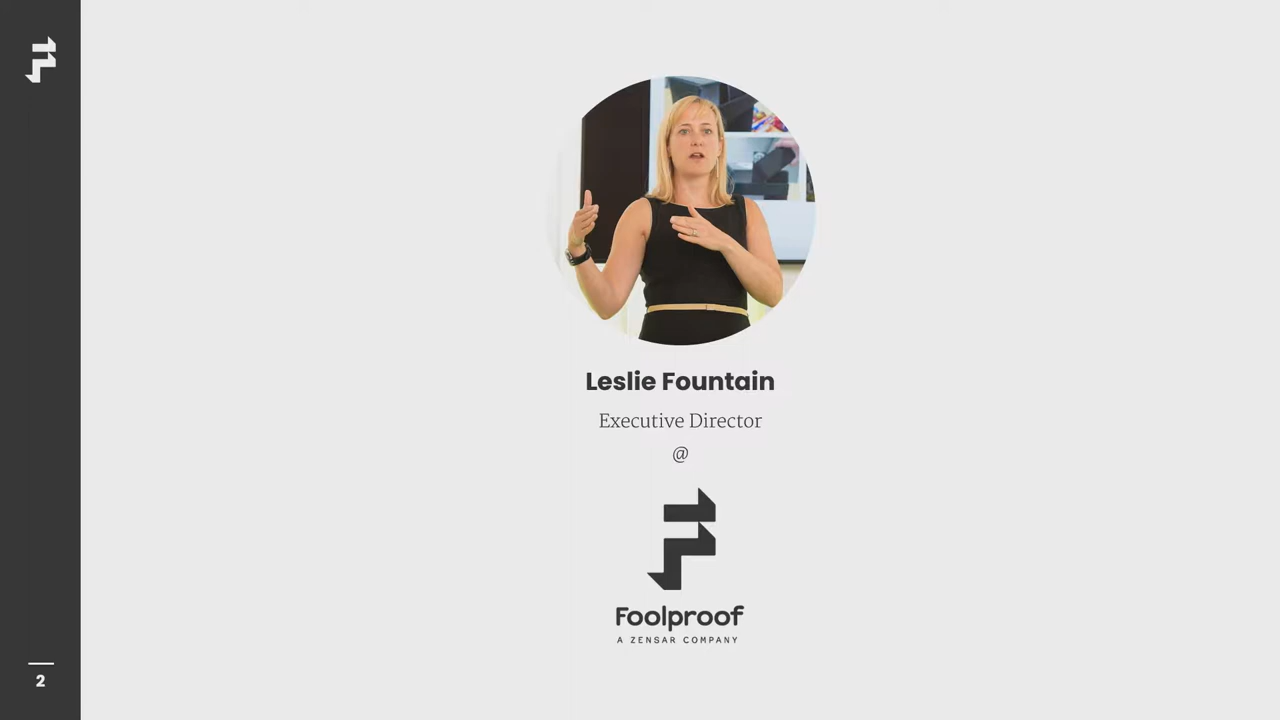 Leslie Fountain
Executive Director
@
Foolproof
A ZENSAR COMPANY
2